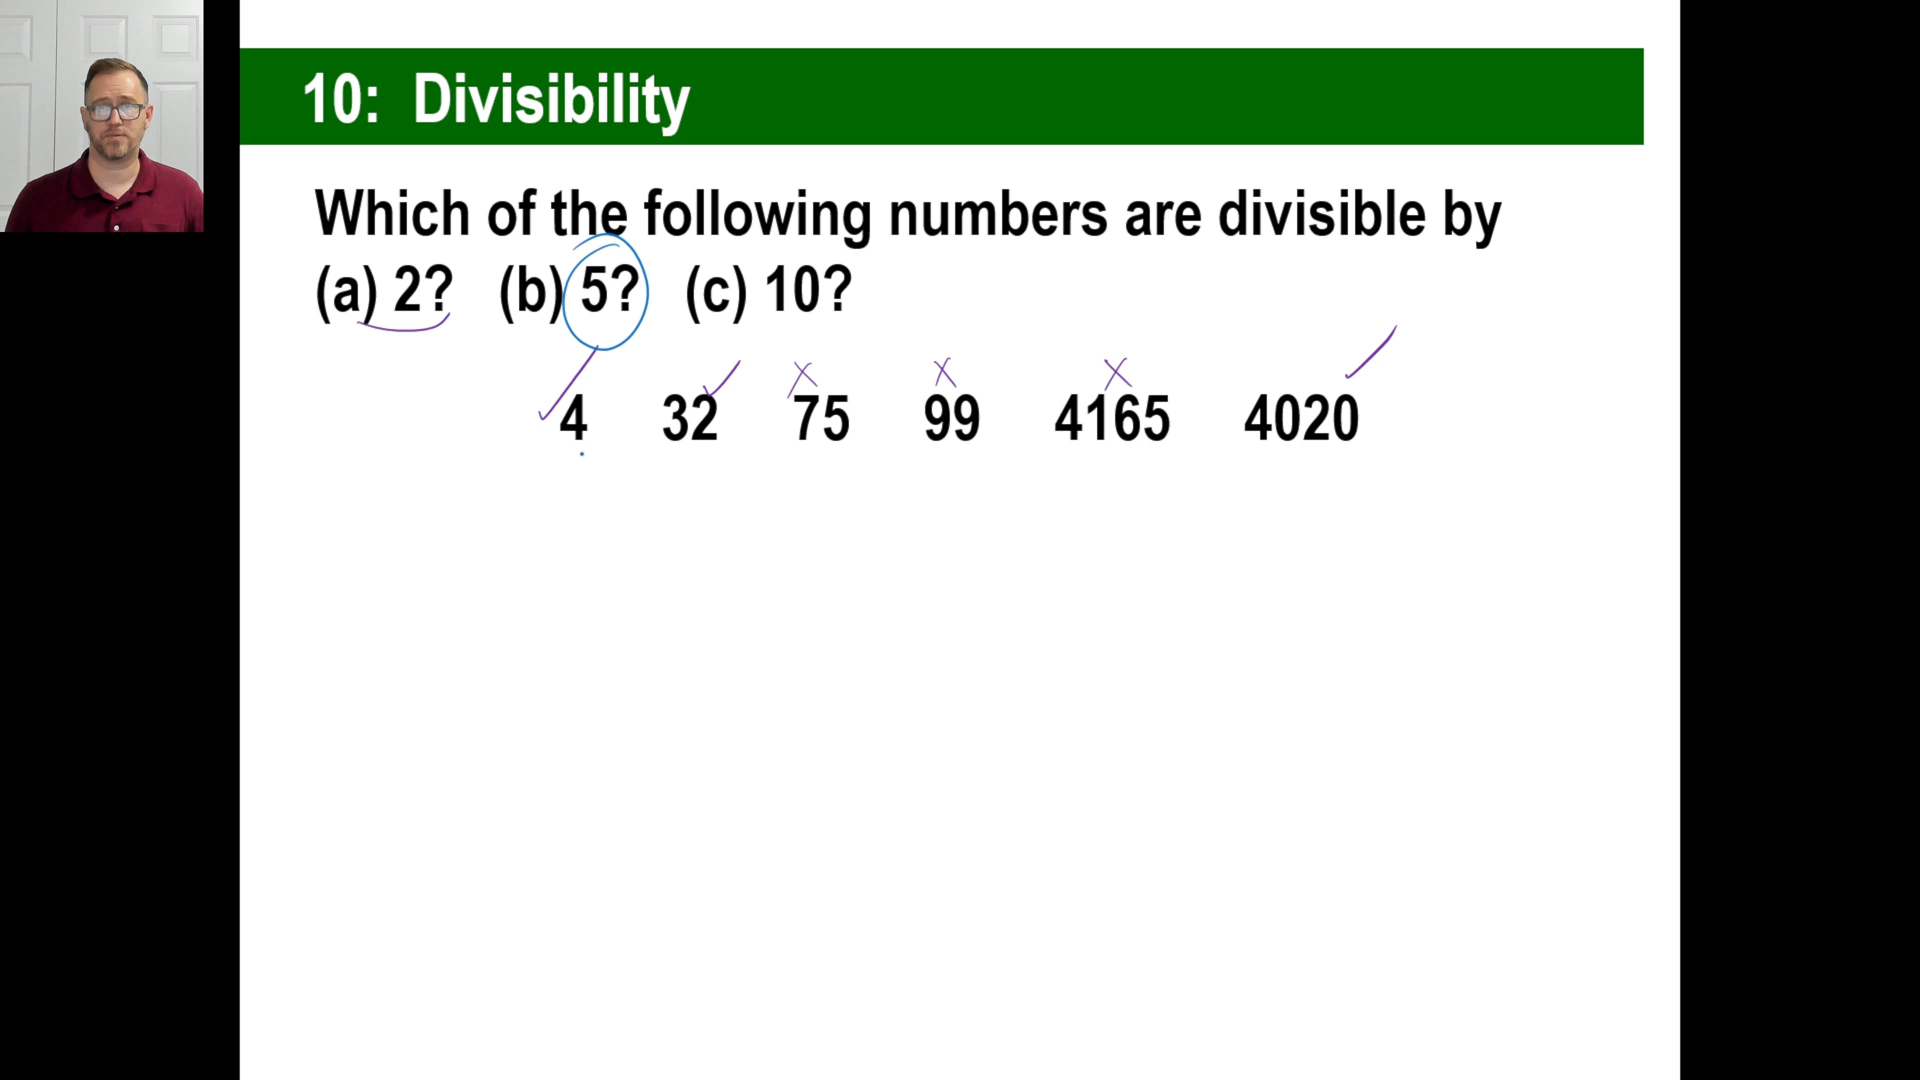 10: Divisibility
Which of the following numbers are divisible by
(a) 2? (b) 5? (c) 10?
4 32 75 99 4165 4020